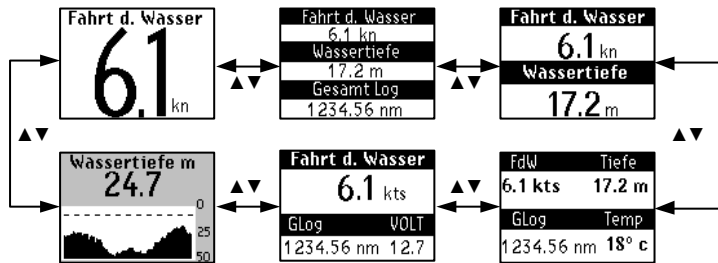 Fahrt d. Wasser
6.1 kn
▲▼
Fahrt d. Wasser
6.1 kn
Wassertiefe
17.2 m
Gesamt Log
1234.56 nm
▲▼
Fahrt d. Wasser
6.1 kn
Wassertiefe
17.2 m
▲▼
▲▼
Wassertiefe m
24.7
0
25
50
▲▼
Fahrt d. Wasser
6.1 kts
GLog VOLT
1234.56 nm 12.7
▲▼
FdW Tiefe
6.1 kts 17.2 m
GLog Temp
1234.56 nm 18° c